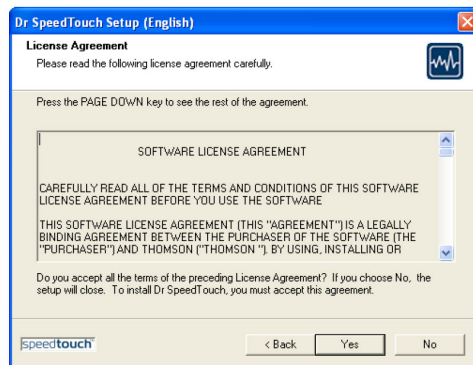 Dr SpeedTouch Setup (English)
License Agreement
Please read the following license agreement carefully.
Press the PAGE DOWN key to see the rest of the agreement.
SOFTWARE LICENSE AGREEMENT
CAREFULLY READ ALL OF THE TERMS AND CONDITIONS OF THIS SOFTWARE
LICENSE AGREEMENT BEFORE YOU USE THE SOFTWARE
THIS SOFTWARE LICENSE AGREEMENT (THIS "AGREEMENT") IS A LEGALLY
BINDING AGREEMENT BETWEEN THE PURCHASER OF THE SOFTWARE (THE
"PURCHASER") AND THOMSON ("THOMSON "). BY USING, INSTALLING OR
Do you accept all the terms of the preceding License Agreement? If you choose No, the
setup will close. To install Dr SpeedTouch, you must accept this agreement.
speedtouch™
< Back
Yes
No